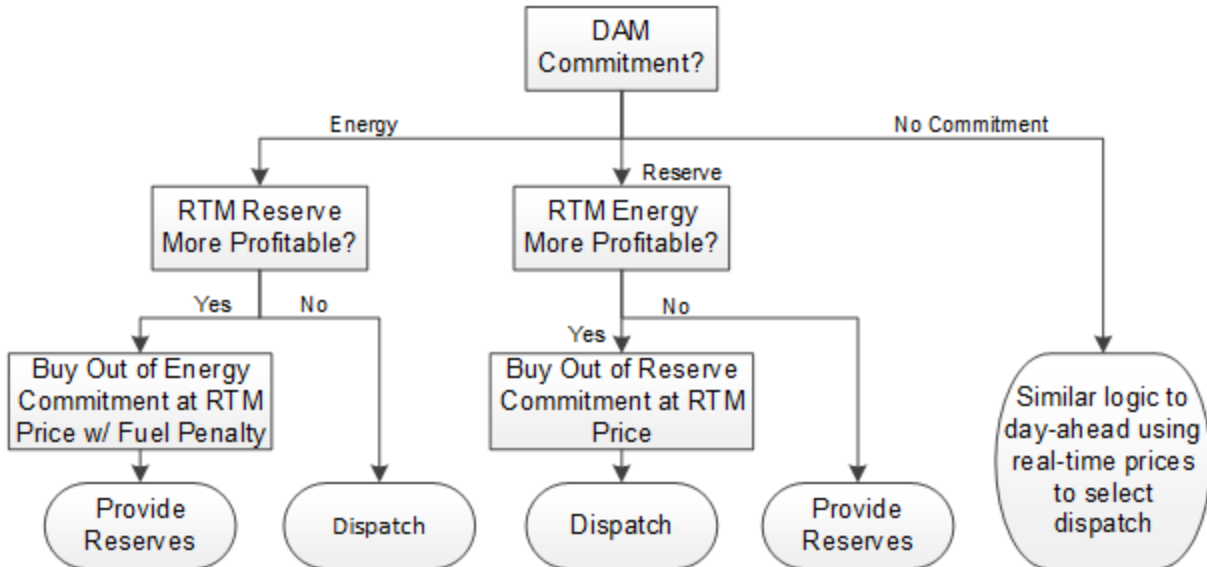 DAM
Commitment?
Energy
No Commitment
Reserve
RTM Reserve
More Profitable?
RTM Energy
More Profitable?
Yes
No
Yes
No
Buy Out of Energy
Commitment at RTM
Price w/ Fuel Penalty
Buy Out of Reserve
Commitment at RTM
Price
Similar logic to
day-ahead using
real-time prices
to select
dispatch
Provide
Reserves
Dispatch
Dispatch
Provide
Reserves